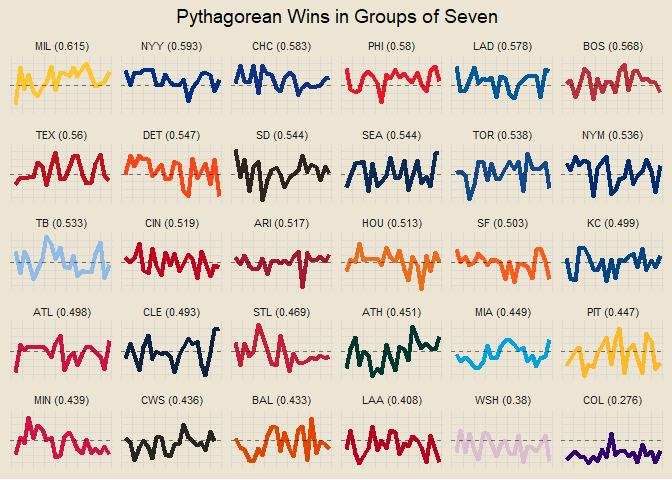 Pythagorean Wins in Groups of Seven
MIL (0.615) NYY (0.593) CHC (0.583) PHI (0.58) LAD (0.578) BOS (0.568)
TEX (0.56) DET (0.547) SD (0.544) SEA (0.544) TOR (0.538) NYM (0.536)
TB (0.533) CIN (0.519) ARI (0.517) HOU (0.513) SF (0.503) KC (0.499)
ATL (0.498) CLE (0.493) STL (0.469) ATH (0.451) MIA (0.449) PIT (0.447)
MIN (0.439) CWS (0.436) BAL (0.433) LAA (0.408) WSH (0.38) COL (0.276)